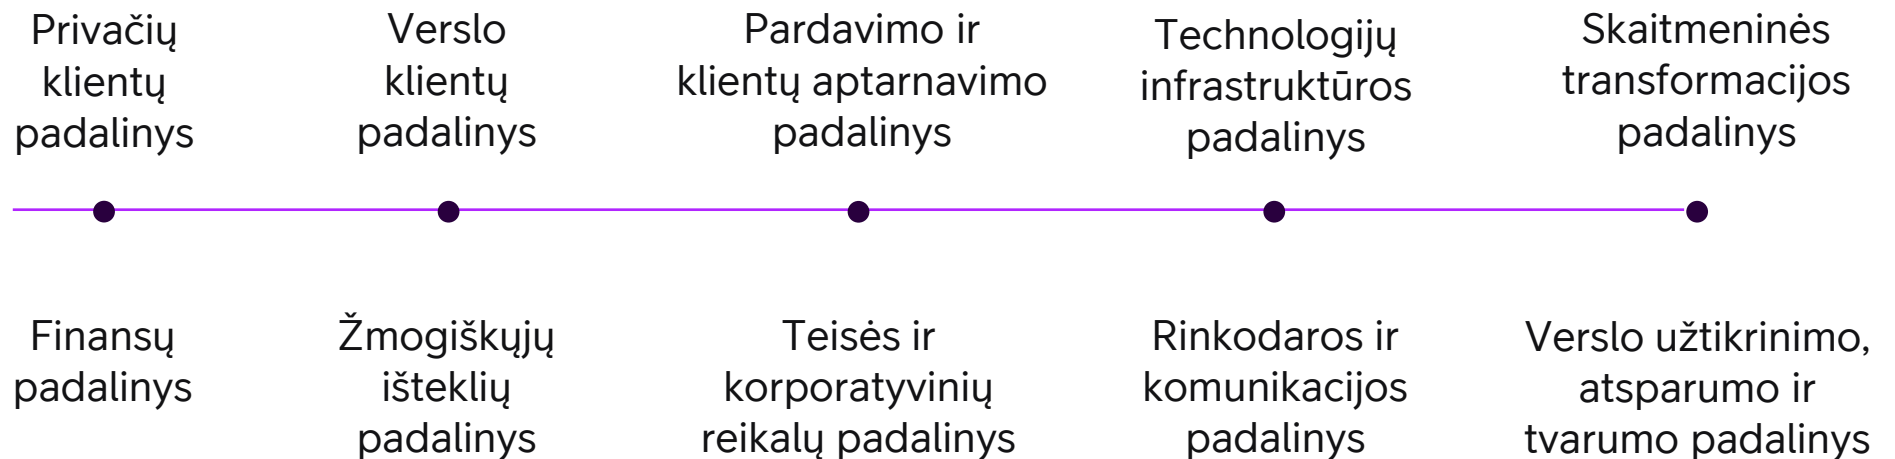 Privačių
klientų
padalinys
Verslo
klientų
padalinys
Pardavimo ir
klientų aptarnavimo
padalinys
Technologijų
infrastruktūros
padalinys
Skaitmeninės
transformacijos
padalinys
Finansų
padalinys
Žmogiškųjų
išteklių
padalinys
Teisės ir
korporatyvinių
reikalų padalinys
Rinkodaros ir
komunikacijos
padalinys
Verslo užtikrinimo,
atsparumo ir
tvarumo padalinys